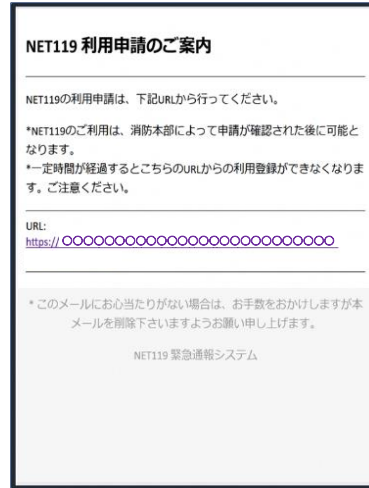 NET119 利用申請のご案内
NET119の利用申請は、下記URLから行ってください。
*NET119のご利用は、消防本部によって申請が確認された後に可能と
なります。
*一定時間が経過するとこちらのURLからの利用登録ができなくなりま
す。ご注意ください。
URL:
https:// 〇〇〇〇〇〇〇〇〇〇〇〇〇〇〇〇〇〇〇〇〇〇〇〇〇〇
* このメールにお心当たりがない場合は、お手数をおかけしますが本
メールを削除下さいますようお願い申し上げます。
NET119 緊急通報システム